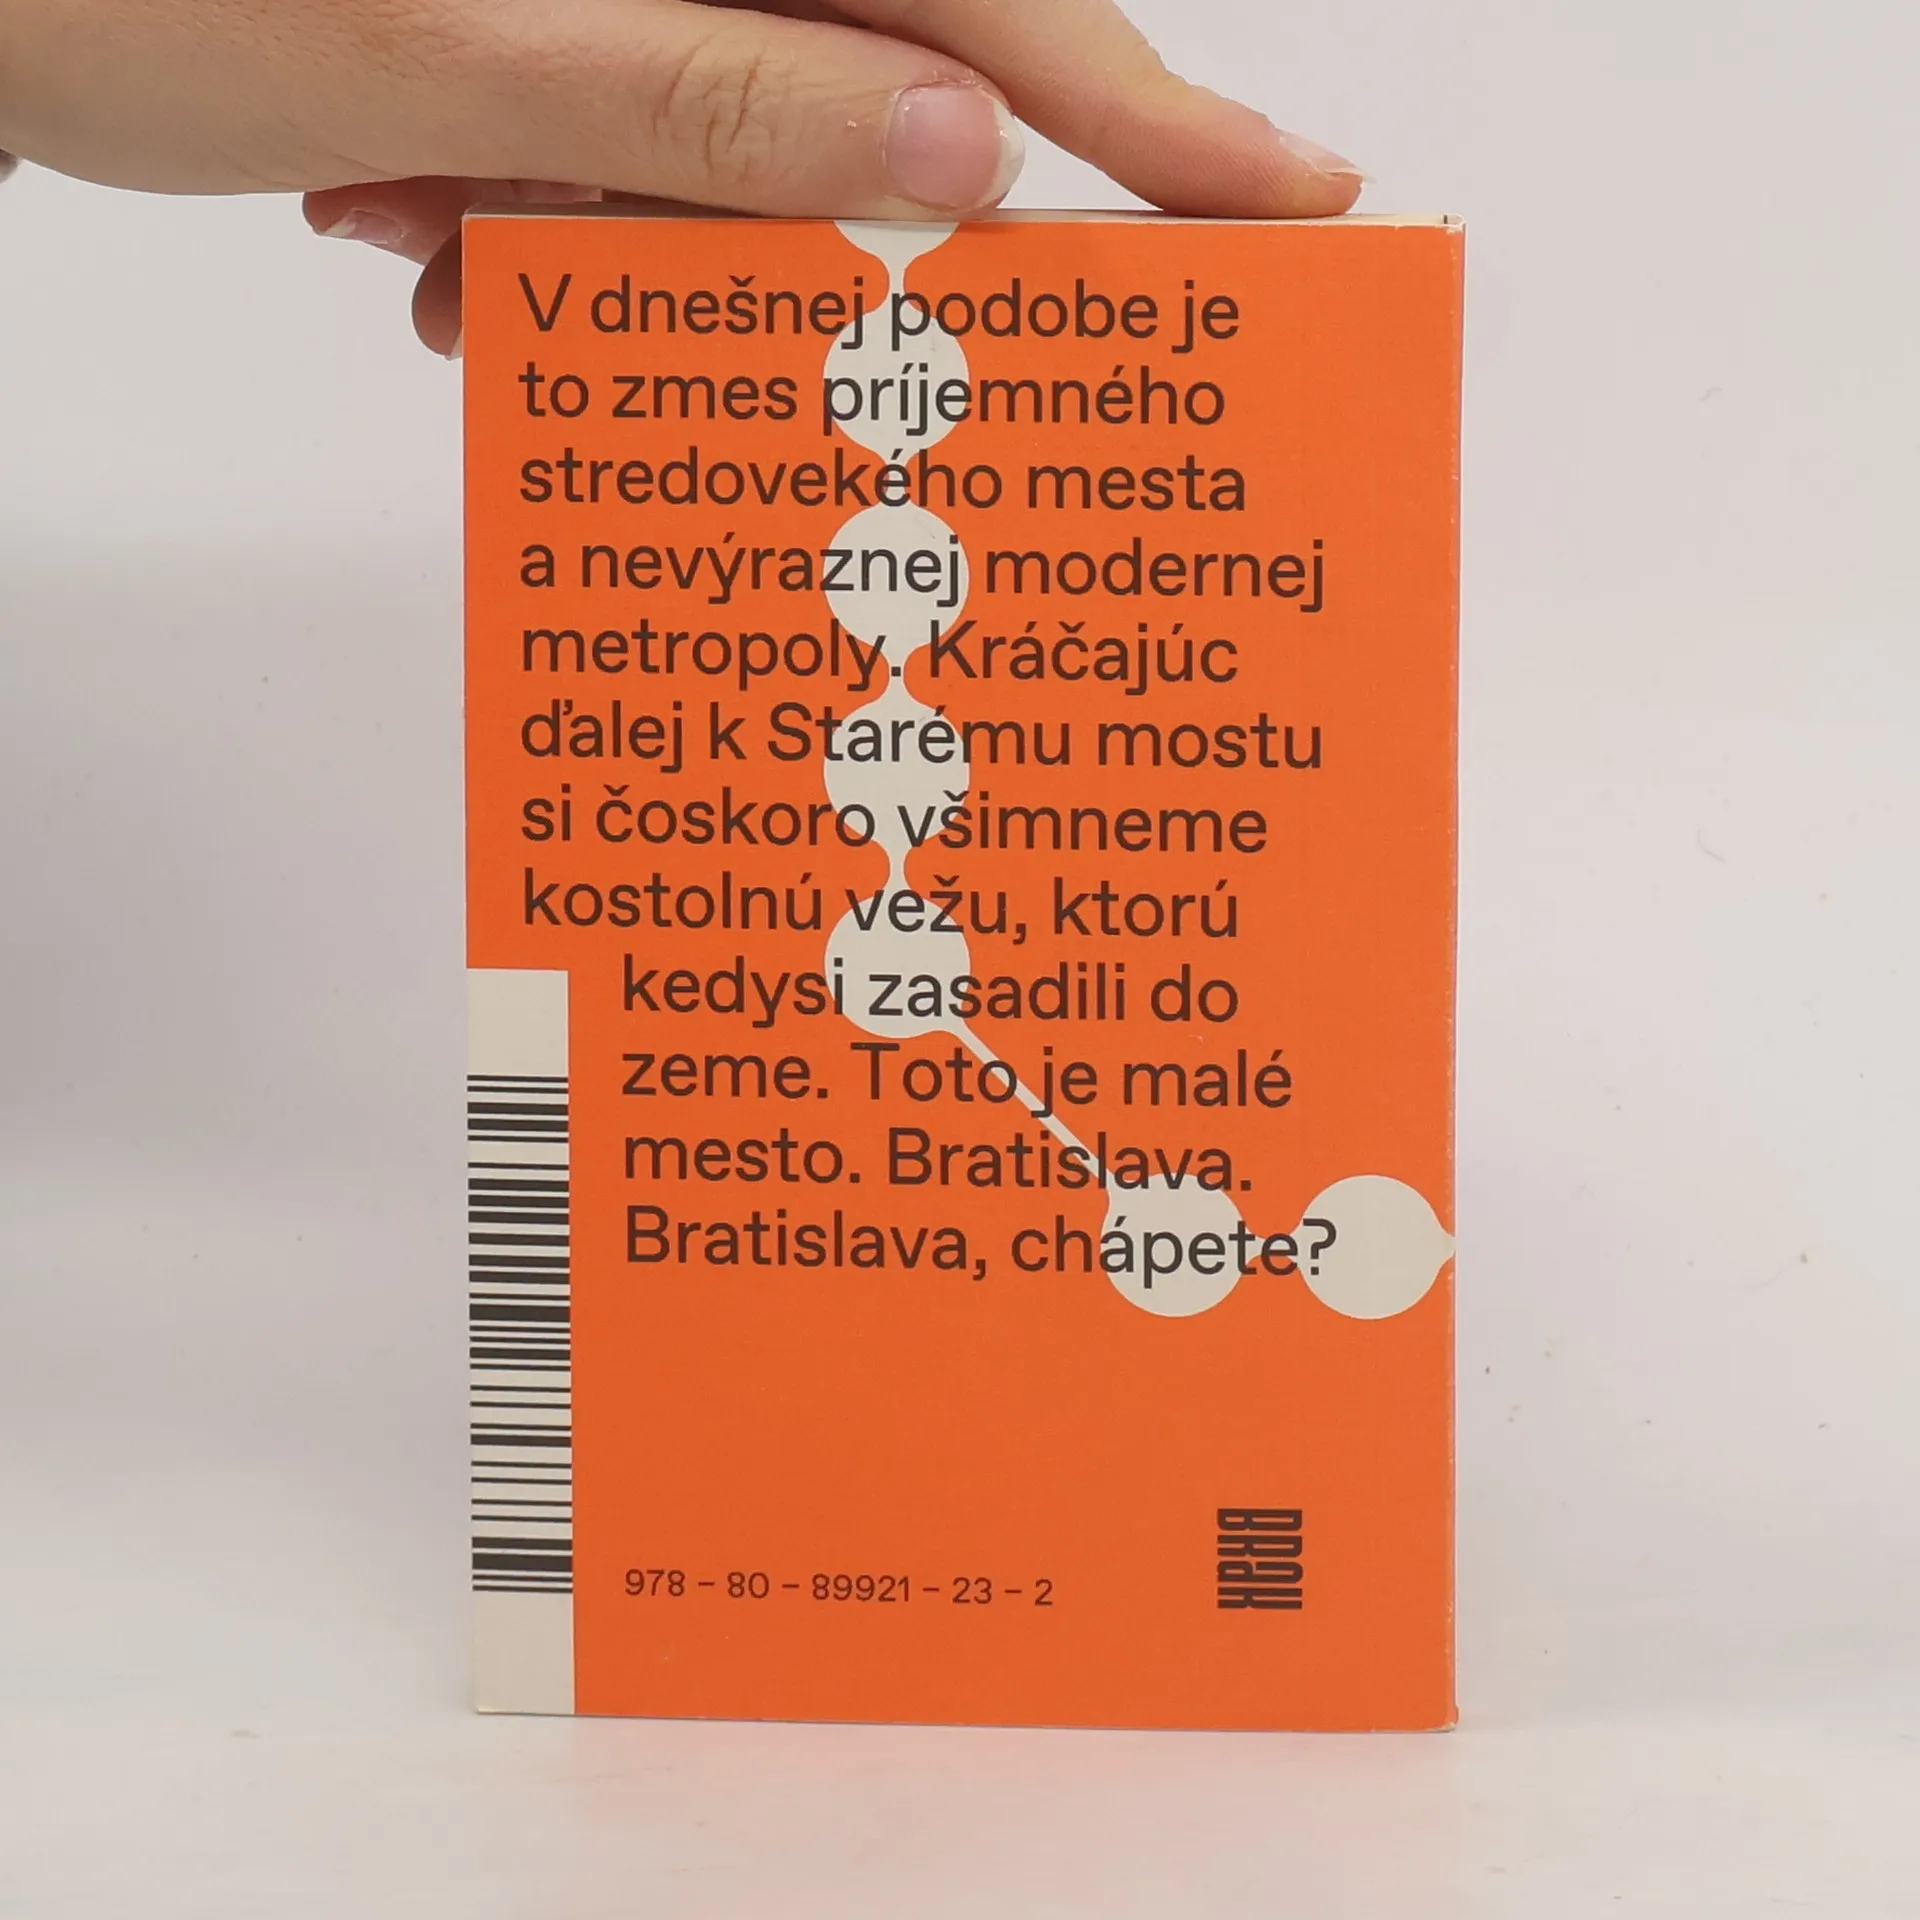 V dnešnej podobe je
to zmes príjemného
stredovekého mesta
a nevýraznej modernej
metropoly. Kráčajúc
ďalej k Starému mostu
si čoskoro všimneme
kostolnú vežu, ktorú
kedysi zasadili do
zeme. Toto je malé
mesto. Bratislava.
Bratislava, chápete?
978 – 80 – 89921 – 23 – 2
BRaK